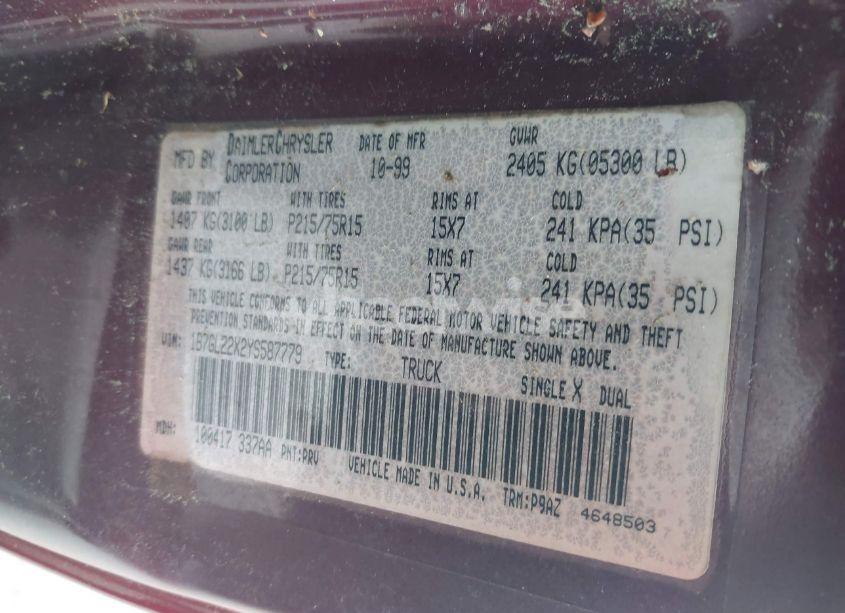 MFD BY DAIMLERCHRYSLER CORPORATION DATE OF MFR 10-99 GVWR 2405 KG(05300 LB)
GAWR FRONT WITH TIRES RIMS AT COLD
1407 KG(3100 LB) P215/75R15 15X7 241 KPA(35 PSI)
GAWR REAR WITH TIRES RIMS AT COLD
1437 KG(3166 LB) P215/75R15 15X7 241 KPA(35 PSI)
THIS VEHICLE CONFORMS TO ALL APPLICABLE FEDERAL MOTOR VEHICLE SAFETY AND THEFT
PREVENTION STANDARDS IN EFFECT ON THE DATE OF MANUFACTURE SHOWN ABOVE.
VIN: 1B7GL22X2YS587779 TYPE: TRUCK SINGLE X DUAL
MDH: 100417 337AA PNT:PRV VEHICLE MADE IN U.S.A. TRM:P9AZ 4648503